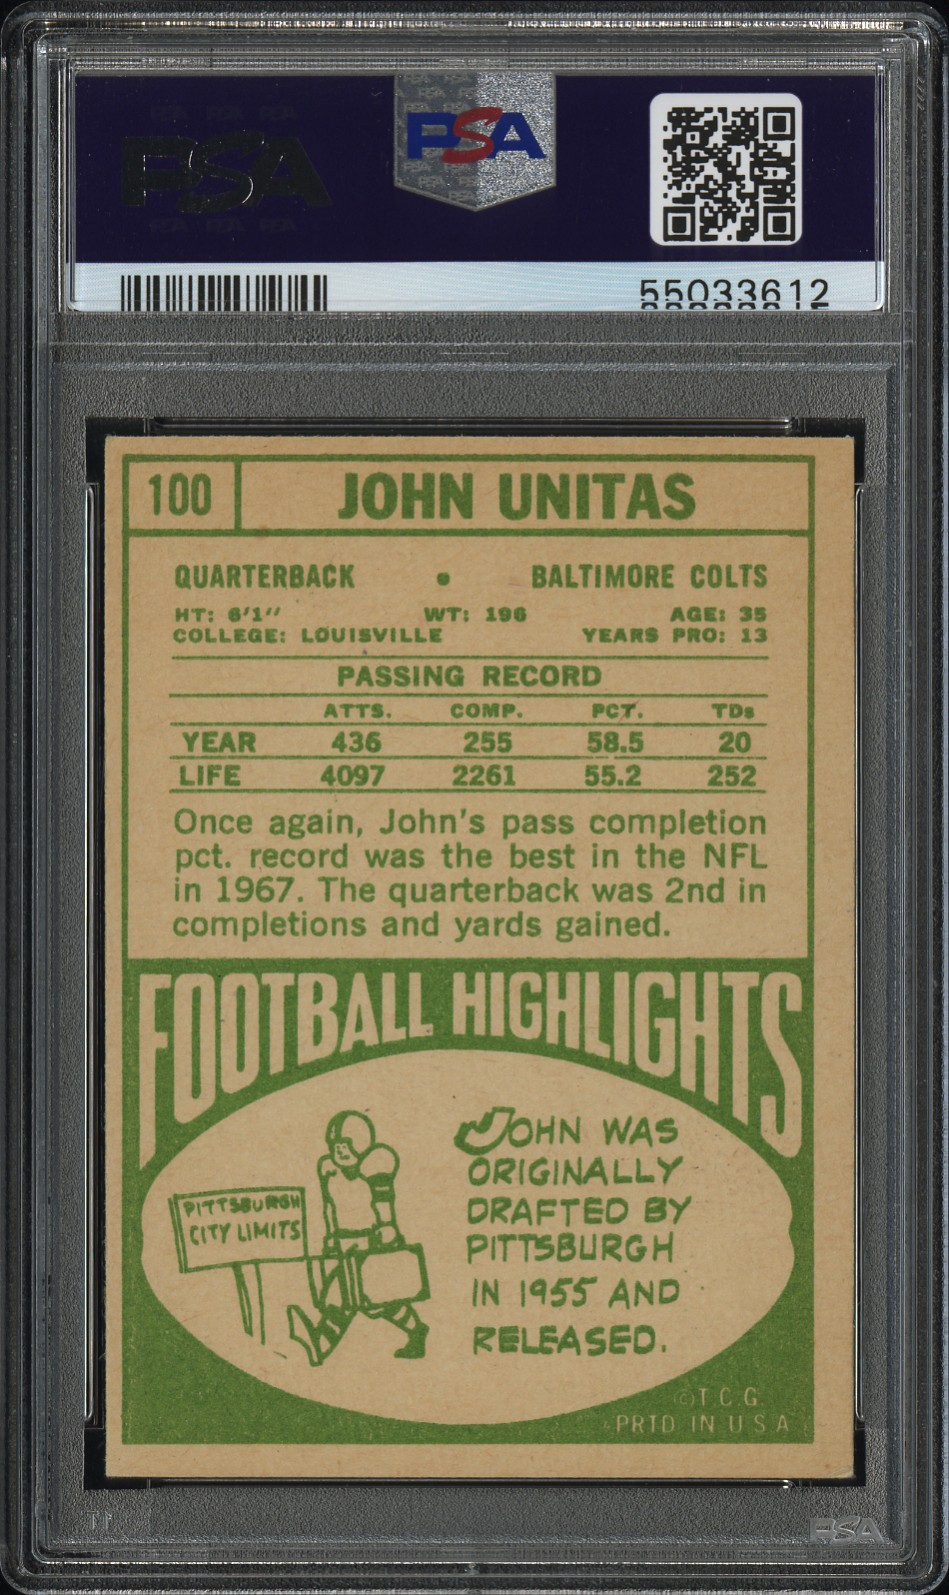 PSA
PSA
55033612
100 JOHN UNITAS
QUARTERBACK • BALTIMORE COLTS
HT: 6'1" WT: 196 AGE: 35
COLLEGE: LOUISVILLE YEARS PRO: 13
PASSING RECORD
ATTS. COMP. PCT. TDs
YEAR 436 255 58.5 20
LIFE 4097 2261 55.2 252
Once again, John's pass completion
pct. record was the best in the NFL
in 1967. The quarterback was 2nd in
completions and yards gained.
FOOTBALL HIGHLIGHTS
PITTSBURGH
CITY LIMITS
JOHN WAS
ORIGINALLY
DRAFTED BY
PITTSBURGH
IN 1955 AND
RELEASED.
© T C G
PRTD IN U S A
PSA